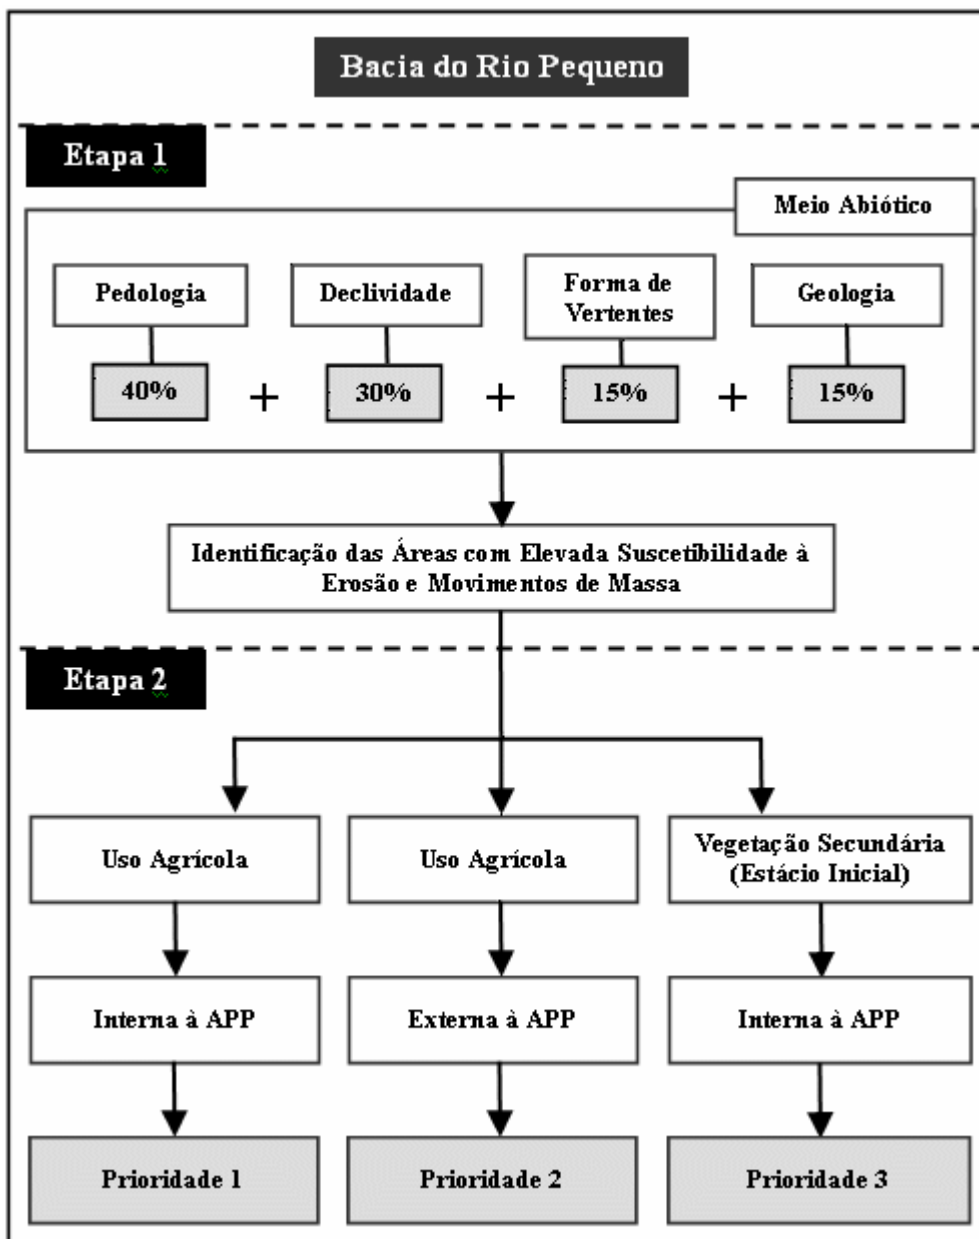 Bacia do Rio Pequeno
Etapa 1
Meio Abiótico
Pedologia
Declividade
Forma de
Vertentes
Geologia
40% + 30% + 15% + 15%
Identificação das Áreas com Elevada Suscetibilidade à
Erosão e Movimentos de Massa
Etapa 2
Uso Agrícola
Uso Agrícola
Vegetação Secundária
(Estácio Inicial)
Interna à APP
Externa à APP
Interna à APP
Prioridade 1
Prioridade 2
Prioridade 3